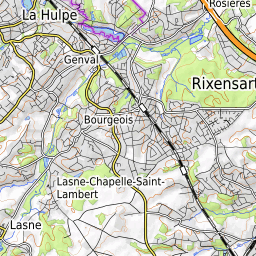 Rosières
La Hulpe
Genval
Rixensart
Bourgeois
Lasne-Chapelle-Saint-
Lambert
Lasne